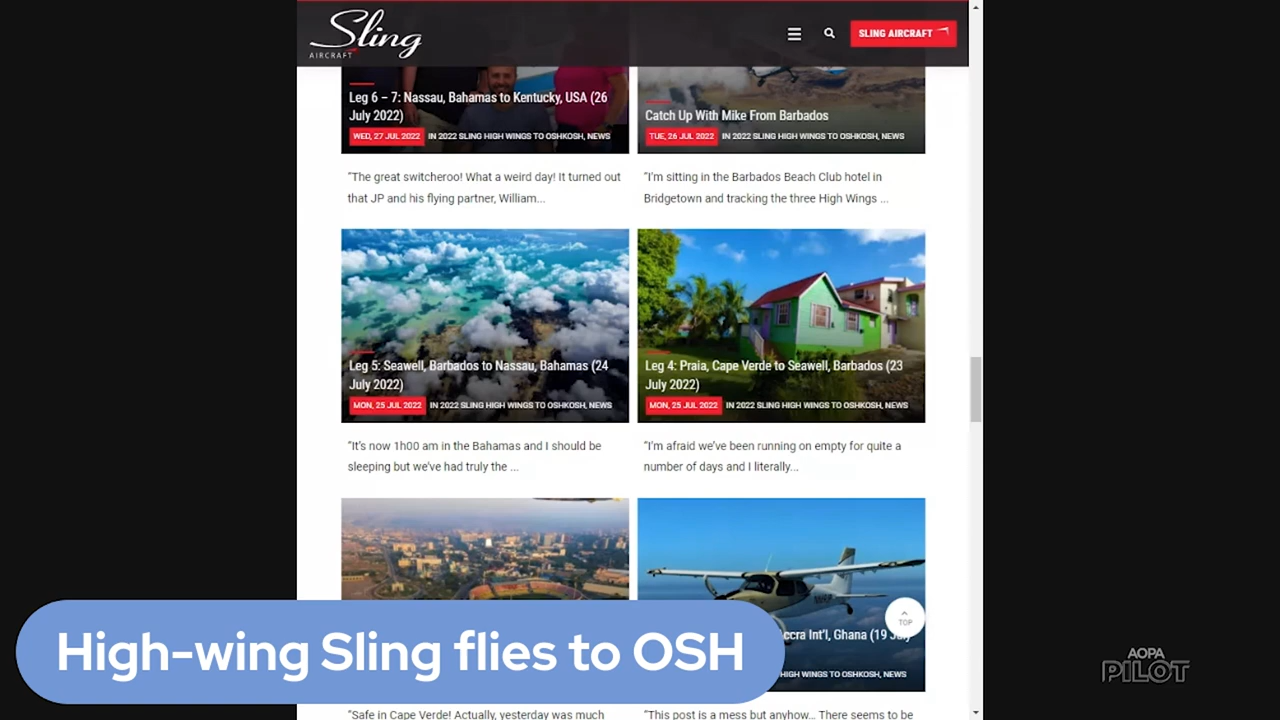 Sling
AIRCRAFT
SLING AIRCRAFT
Leg 6 – 7: Nassau, Bahamas to Kentucky, USA (26
July 2022)
WED, 27 JUL 2022 IN 2022 SLING HIGH WINGS TO OSHKOSH, NEWS
"The great switcheroo! What a weird day! It turned out
that JP and his flying partner, William...
Catch Up With Mike From Barbados
TUE, 26 JUL 2022 IN 2022 SLING HIGH WINGS TO OSHKOSH, NEWS
"I'm sitting in the Barbados Beach Club hotel in
Bridgetown and tracking the three High Wings ...
Leg 5: Seawell, Barbados to Nassau, Bahamas (24
July 2022)
MON, 25 JUL 2022 IN 2022 SLING HIGH WINGS TO OSHKOSH, NEWS
"It's now 1h00 am in the Bahamas and I should be
sleeping but we've had truly the ...
Leg 4: Praia, Cape Verde to Seawell, Barbados (23
July 2022)
MON, 25 JUL 2022 IN 2022 SLING HIGH WINGS TO OSHKOSH, NEWS
"I'm afraid we've been running on empty for quite a
number of days and I literally...
TOP
ccra Int'l, Ghana (19 July
HIGH WINGS TO OSHKOSH, NEWS
"Safe in Cape Verde! Actually, yesterday was much
"This post is a mess but anyhow... There seems to be
High-wing Sling flies to OSH
AOPA
PILOT